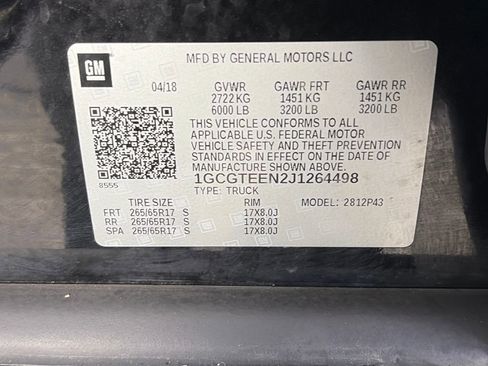 GM
MFD BY GENERAL MOTORS LLC
04/18 GVWR GAWR FRT GAWR RR
2722 KG 1451 KG 1451 KG
6000 LB 3200 LB 3200 LB
THIS VEHICLE CONFORMS TO ALL
APPLICABLE U.S. FEDERAL MOTOR
VEHICLE SAFETY AND THEFT PREVENTION
STANDARDS IN EFFECT ON THE DATE OF
MANUFACTURE SHOWN ABOVE.
8555 1GCGTEEN2J1264498
TYPE: TRUCK
TIRE SIZE RIM MODEL: 2812P43
FRT 265/65R17 S 17X8.0J
RR 265/65R17 S 17X8.0J
SPA 265/65R17 S 17X8.0J